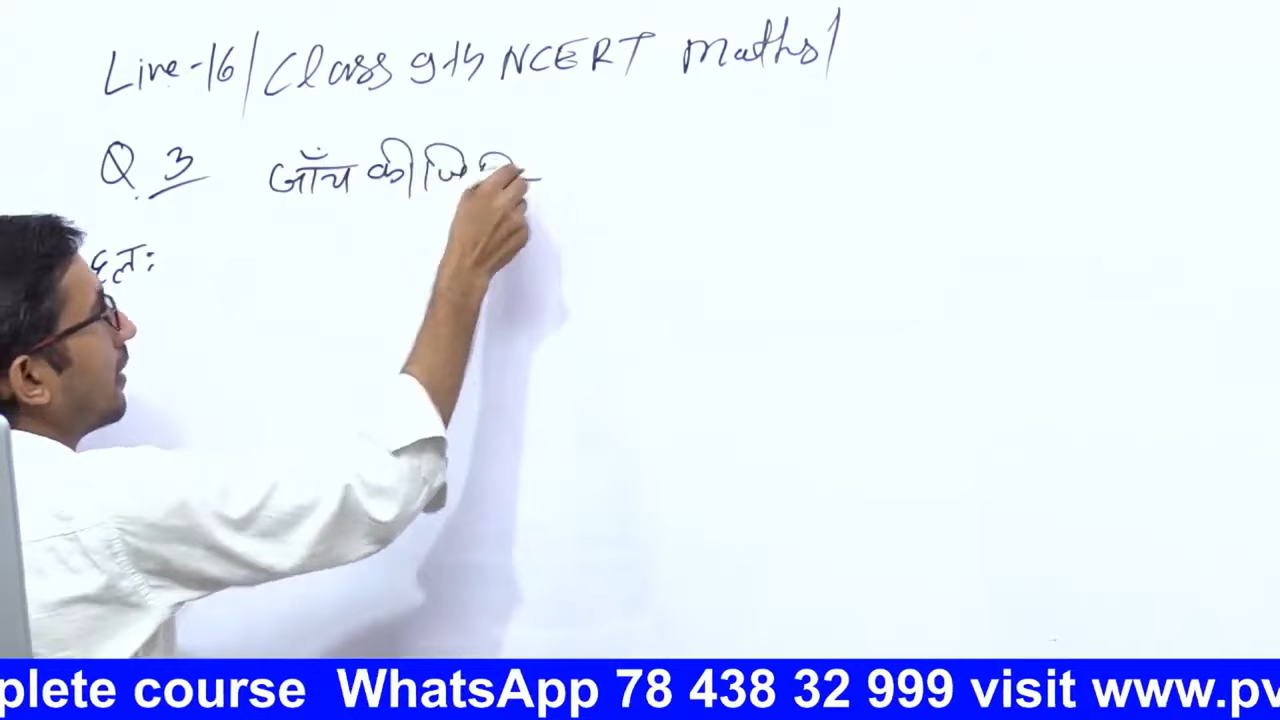 Live-16/Class 9th NCERT Maths/
Q. 3 जाँच कीजिए
हल:
plete course WhatsApp 78 438 32 999 visit www.pv